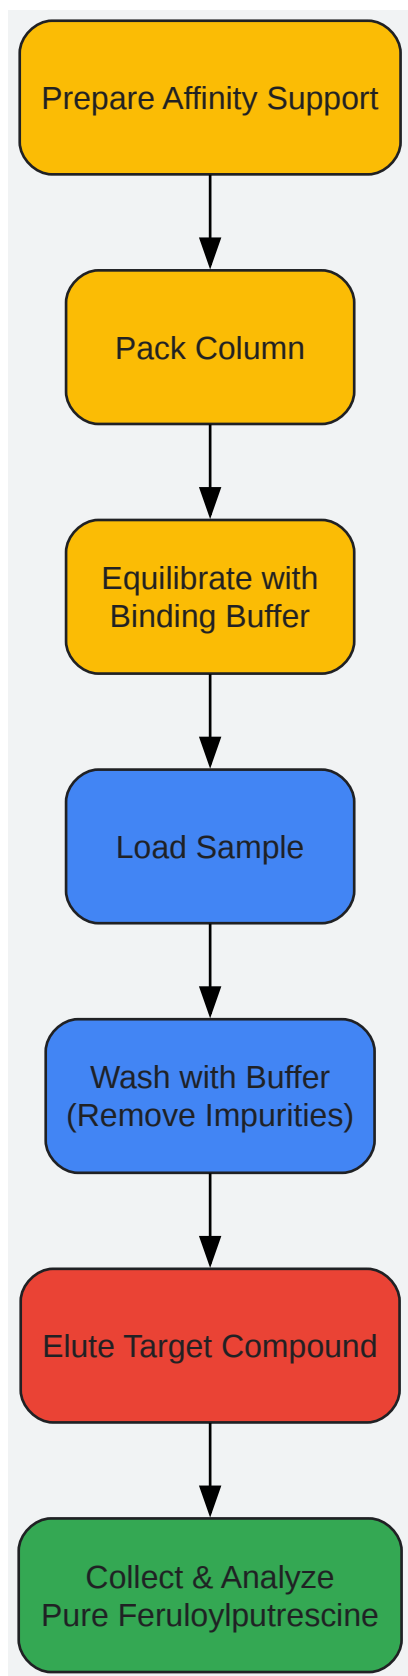 Prepare Affinity Support
Pack Column
Equilibrate with
Binding Buffer
Load Sample
Wash with Buffer
(Remove Impurities)
Elute Target Compound
Collect & Analyze
Pure Feruloylputrescine